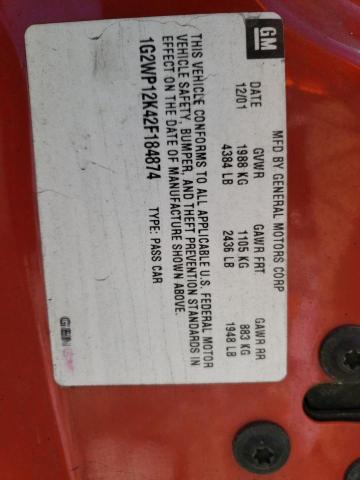 GM
MFD BY GENERAL MOTORS CORP
DATE GVWR GAWR FRT GAWR RR
12/01 1988 KG 1105 KG 883 KG
4384 LB 2436 LB 1948 LB
THIS VEHICLE CONFORMS TO ALL APPLICABLE U.S. FEDERAL MOTOR
VEHICLE SAFETY, BUMPER, AND THEFT PREVENTION STANDARDS IN
EFFECT ON THE DATE OF MANUFACTURE SHOWN ABOVE.
1G2WP12K42F184874 TYPE: PASS CAR